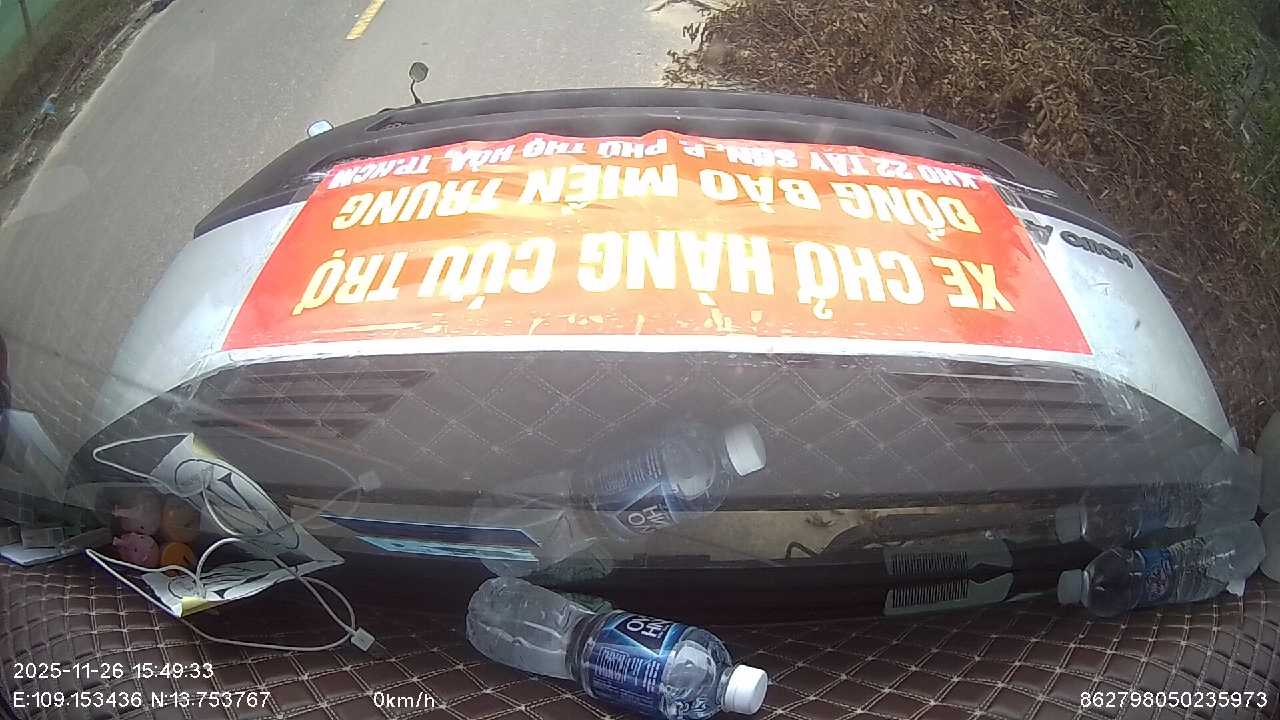 XE CHỞ HÀNG CỨU TRỢ
ĐỒNG BÀO MIỀN TRUNG
KHO 22 TÂY SƠN, P. PHÚ THỌ HÒA, TP.HCM
2025-11-26 15:49:33
E:109.153436 N:13.753767
0km/h
862798050235973